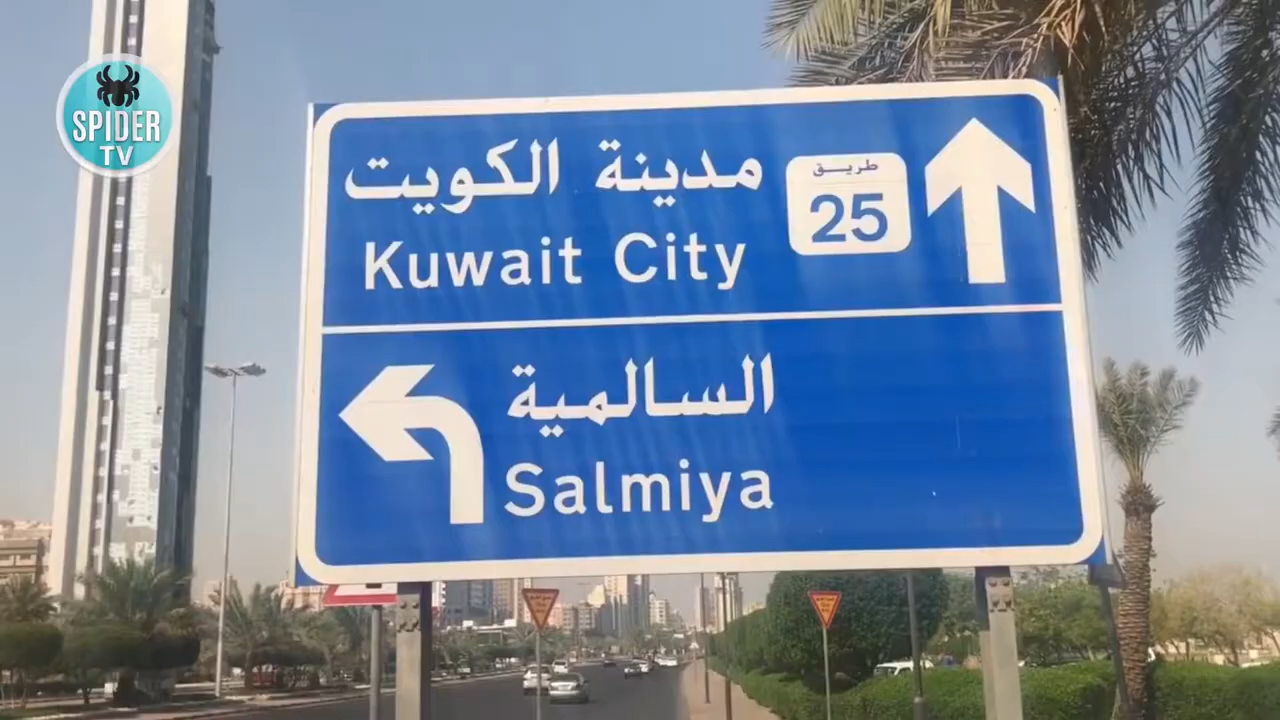 SPIDER
TV
مدينة الكويت
Kuwait City
طريق
25
السالمية
Salmiya